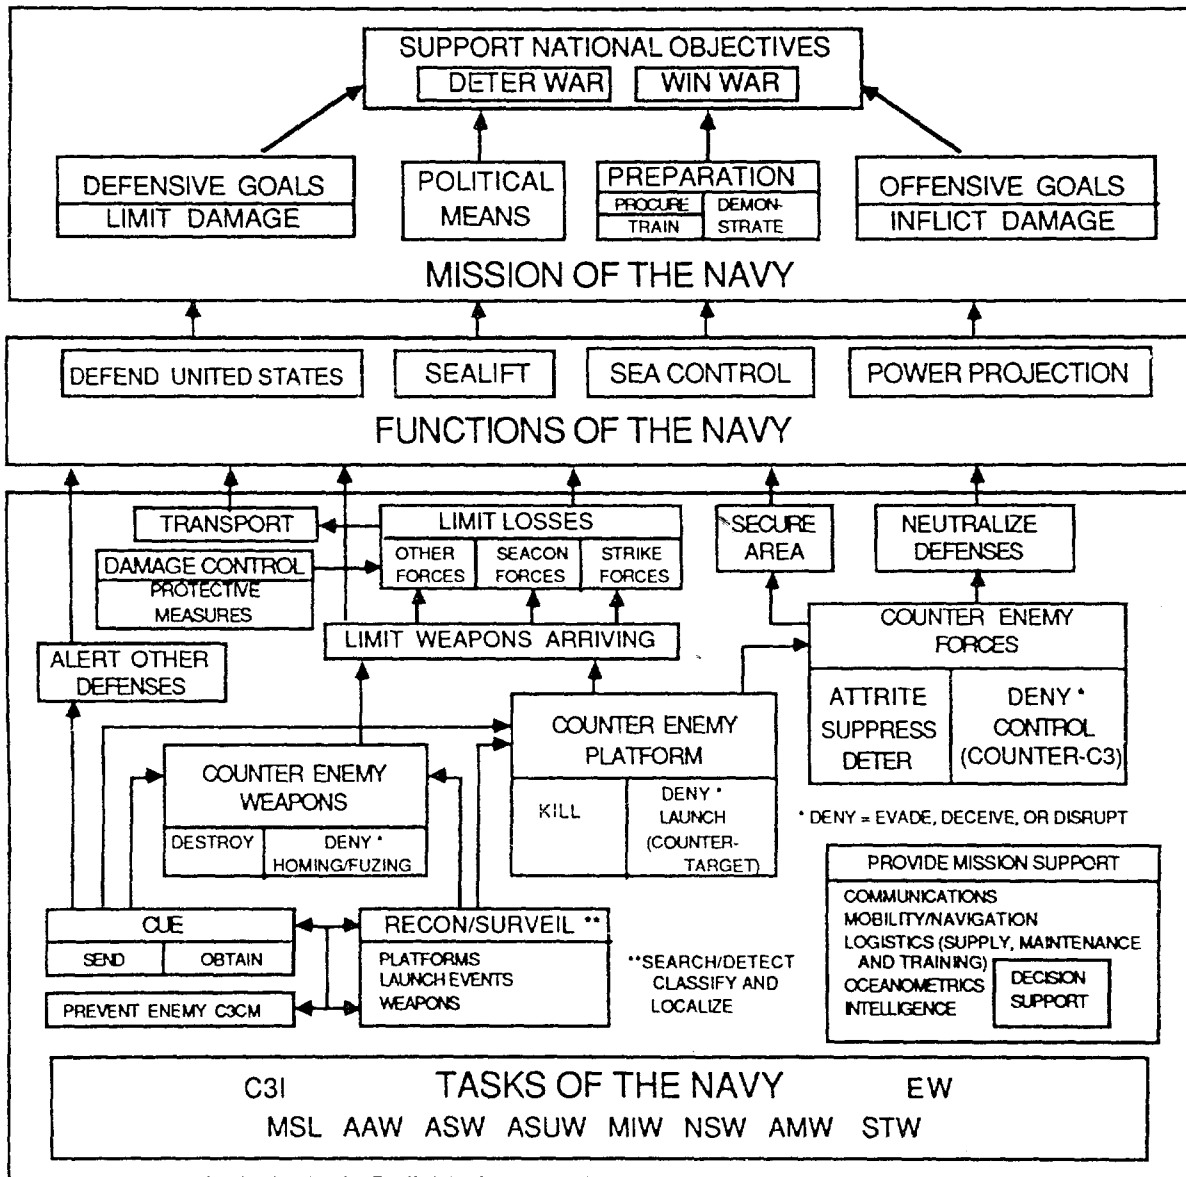 SUPPORT NATIONAL OBJECTIVES
DETER WAR
WIN WAR
DEFENSIVE GOALS
LIMIT DAMAGE
POLITICAL
MEANS
PREPARATION
PROCURE
TRAIN
DEMON-
STRATE
OFFENSIVE GOALS
INFLICT DAMAGE
MISSION OF THE NAVY
DEFEND UNITED STATES
SEALIFT
SEA CONTROL
POWER PROJECTION
FUNCTIONS OF THE NAVY
TRANSPORT
LIMIT LOSSES
OTHER
FORCES
SEACON
FORCES
STRIKE
FORCES
SECURE
AREA
NEUTRALIZE
DEFENSES
DAMAGE CONTROL
PROTECTIVE
MEASURES
LIMIT WEAPONS ARRIVING
COUNTER ENEMY
FORCES
ATTRITE
SUPPRESS
DETER
DENY *
CONTROL
(COUNTER-C3)
ALERT OTHER
DEFENSES
COUNTER ENEMY
PLATFORM
KILL
DENY *
LAUNCH
(COUNTER-
TARGET)
COUNTER ENEMY
WEAPONS
DESTROY
DENY *
HOMING/FUZING
* DENY = EVADE, DECEIVE, OR DISRUPT
PROVIDE MISSION SUPPORT
COMMUNICATIONS
MOBILITY/NAVIGATION
LOGISTICS (SUPPLY, MAINTENANCE
AND TRAINING)
OCEANOMETRICS
INTELLIGENCE
DECISION
SUPPORT
CUE
SEND
OBTAIN
PREVENT ENEMY C3CM
RECON/SURVEIL **
PLATFORMS
LAUNCH EVENTS
WEAPONS
**SEARCH/DETECT
CLASSIFY AND
LOCALIZE
C3I TASKS OF THE NAVY EW
MSL AAW ASW ASUW MIW NSW AMW STW